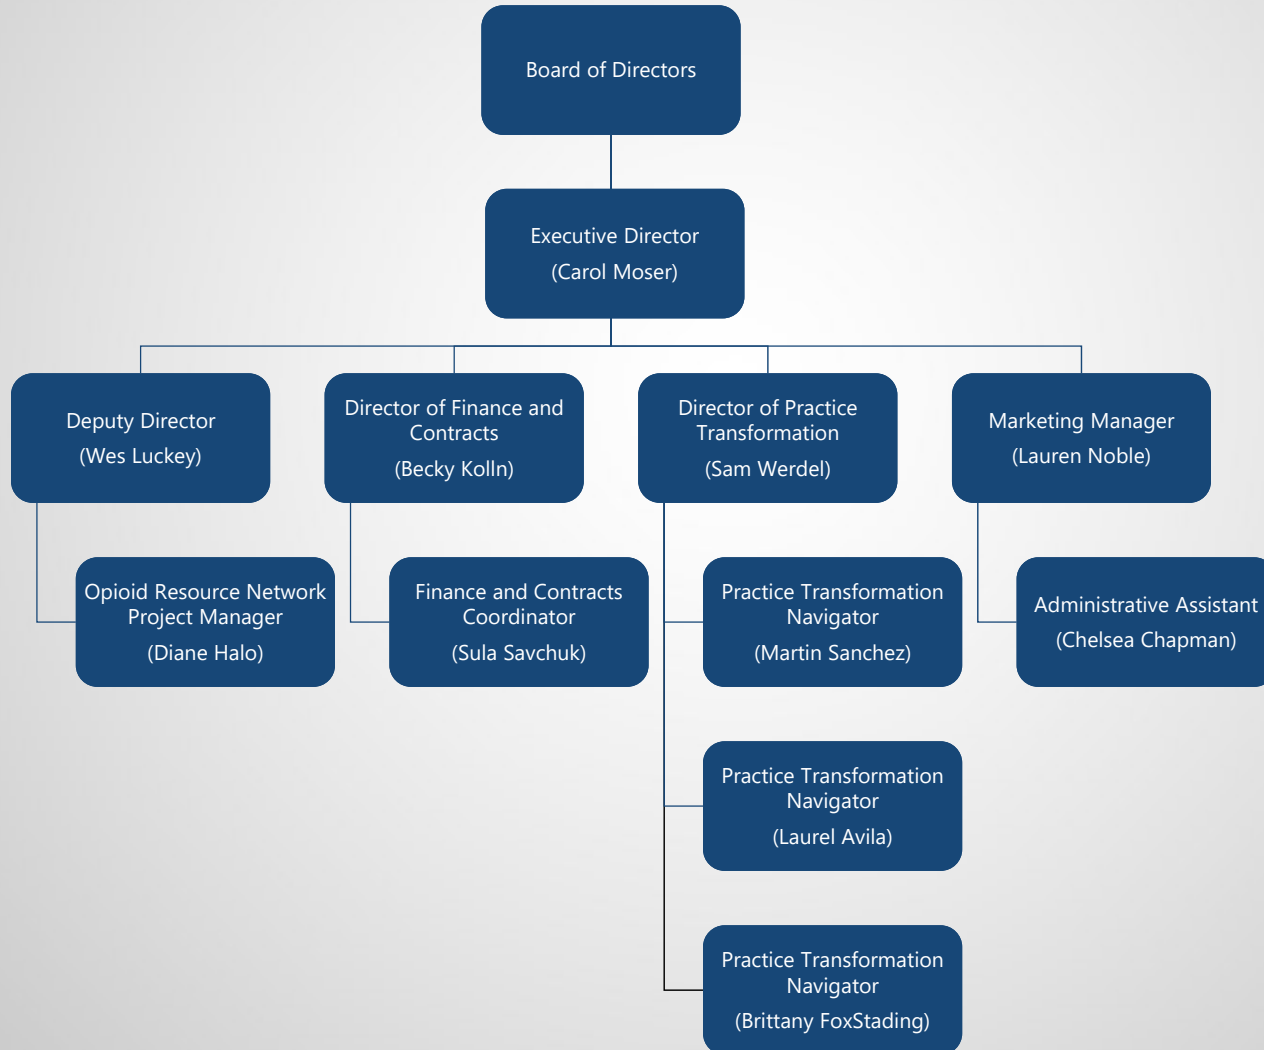 Board of Directors
Executive Director
(Carol Moser)
Deputy Director
(Wes Luckey)
Director of Finance and
Contracts
(Becky Kolln)
Director of Practice
Transformation
(Sam Werdel)
Marketing Manager
(Lauren Noble)
Opioid Resource Network
Project Manager
(Diane Halo)
Finance and Contracts
Coordinator
(Sula Savchuk)
Practice Transformation
Navigator
(Martin Sanchez)
Administrative Assistant
(Chelsea Chapman)
Practice Transformation
Navigator
(Laurel Avila)
Practice Transformation
Navigator
(Brittany FoxStading)